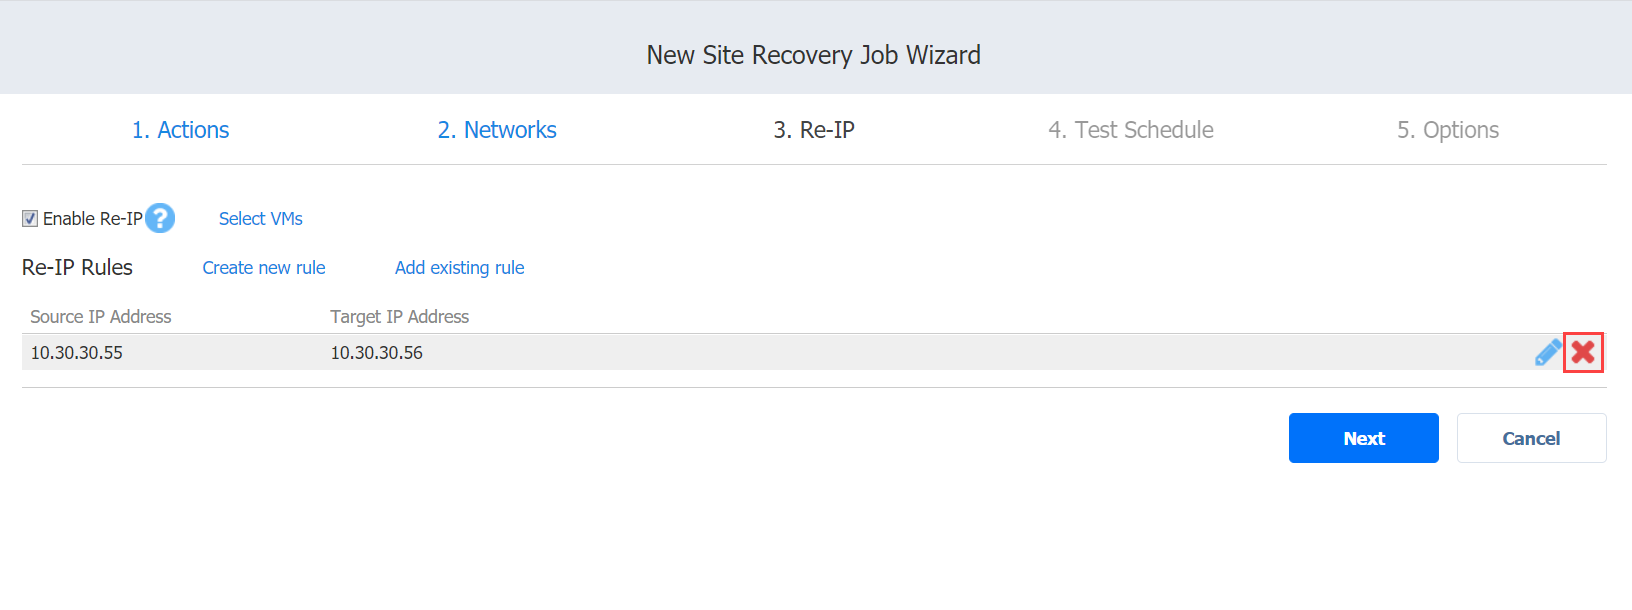 New Site Recovery Job Wizard
1. Actions 2. Networks 3. Re-IP 4. Test Schedule 5. Options
Enable Re-IP ? Select VMs
Re-IP Rules Create new rule Add existing rule
Source IP Address Target IP Address
10.30.30.55 10.30.30.56
Next Cancel